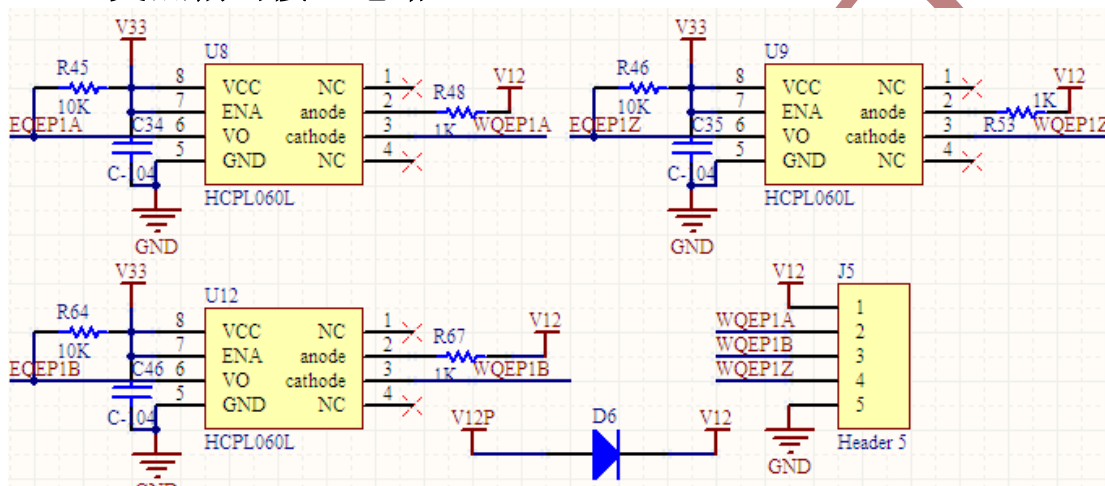 V33
U8
R45
8
VCC
NC
1
V12
R48
10K
7
ENA
anode
2
EQEP1A
C34
6
VO
cathode
3
1K
WQEP1A
5
GND
NC
4
C-104
HCPL060L
GND
V33
U9
R46
8
VCC
NC
1
V12
10K
7
ENA
anode
2
1K
EQEP1Z
C35
6
VO
cathode
3
R53
WQEP1Z
5
GND
NC
4
C-104
HCPL060L
GND
V33
U12
R64
8
VCC
NC
1
V12
R67
10K
7
ENA
anode
2
EQEP1B
C46
6
VO
cathode
3
1K
WQEP1B
5
GND
NC
4
C-104
HCPL060L
GND
V12P
D6
V12
V12
J5
1
WQEP1A
2
WQEP1B
3
WQEP1Z
4
5
GND
Header 5